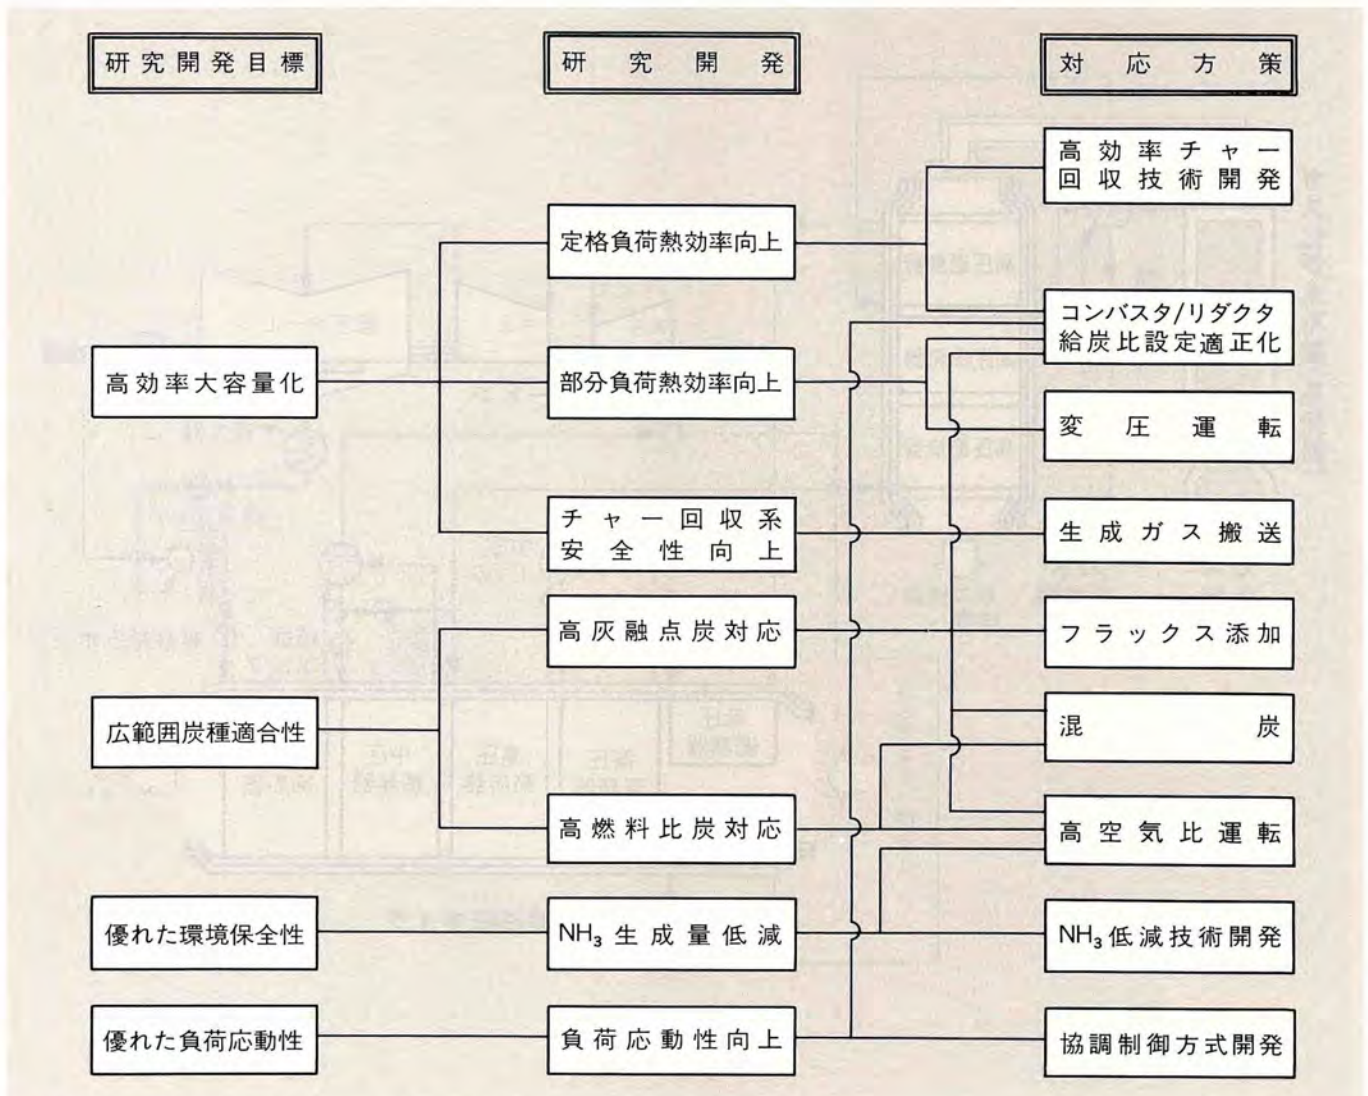 研究開発目標
研究開発
対応方策
高効率チャー
回収技術開発
定格負荷熱効率向上
コンバスタ/リダクタ
給炭比設定適正化
高効率大容量化
部分負荷熱効率向上
変圧運転
チャー回収系
安全性向上
生成ガス搬送
高灰融点炭対応
フラックス添加
広範囲炭種適合性
混炭
高燃料比炭対応
高空気比運転
優れた環境保全性
NH₃生成量低減
NH₃低減技術開発
優れた負荷応動性
負荷応動性向上
協調制御方式開発